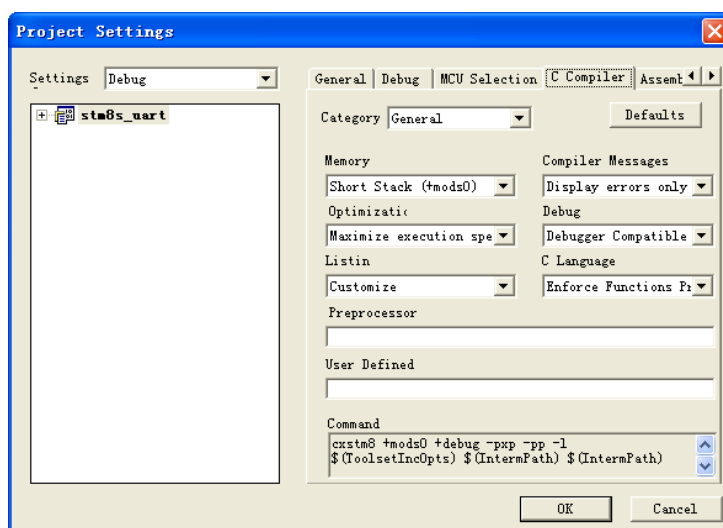 Project Settings
Settings
Debug
stm8s_uart
General
Debug
MCU Selection
C Compiler
Assemb
Category
General
Defaults
Memory
Compiler Messages
Short Stack (+mods0)
Display errors only
Optimizatic
Debug
Maximize execution spe
Debugger Compatible
Listin
C Language
Customize
Enforce Functions Pr
Preprocessor
User Defined
Command
cxstm8 +mods0 +debug -pxp -pp -l
$(ToolsetIncOpts) $(IntermPath) $(IntermPath)
OK
Cancel